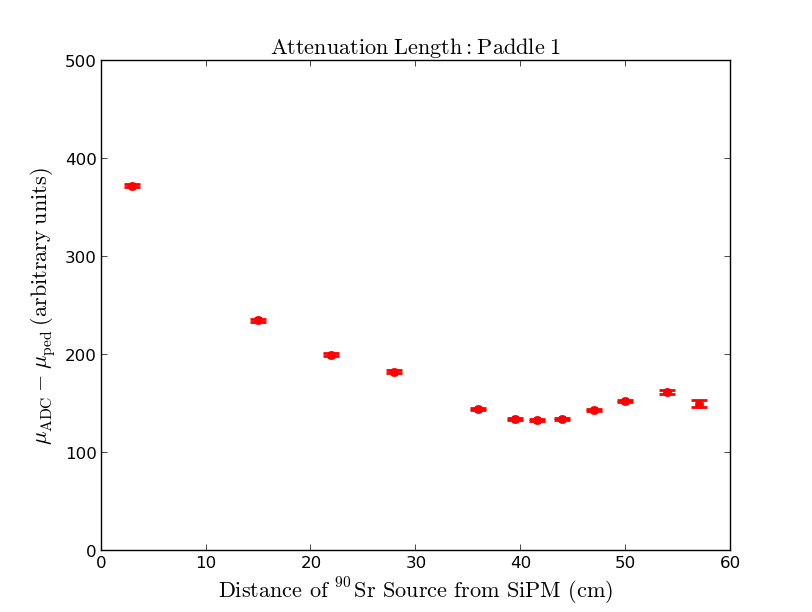 Attenuation Length : Paddle 1
500
400
300
200
100
0
μADC − μped (arbitrary units)
0 10 20 30 40 50 60
Distance of ⁹⁰Sr Source from SiPM (cm)